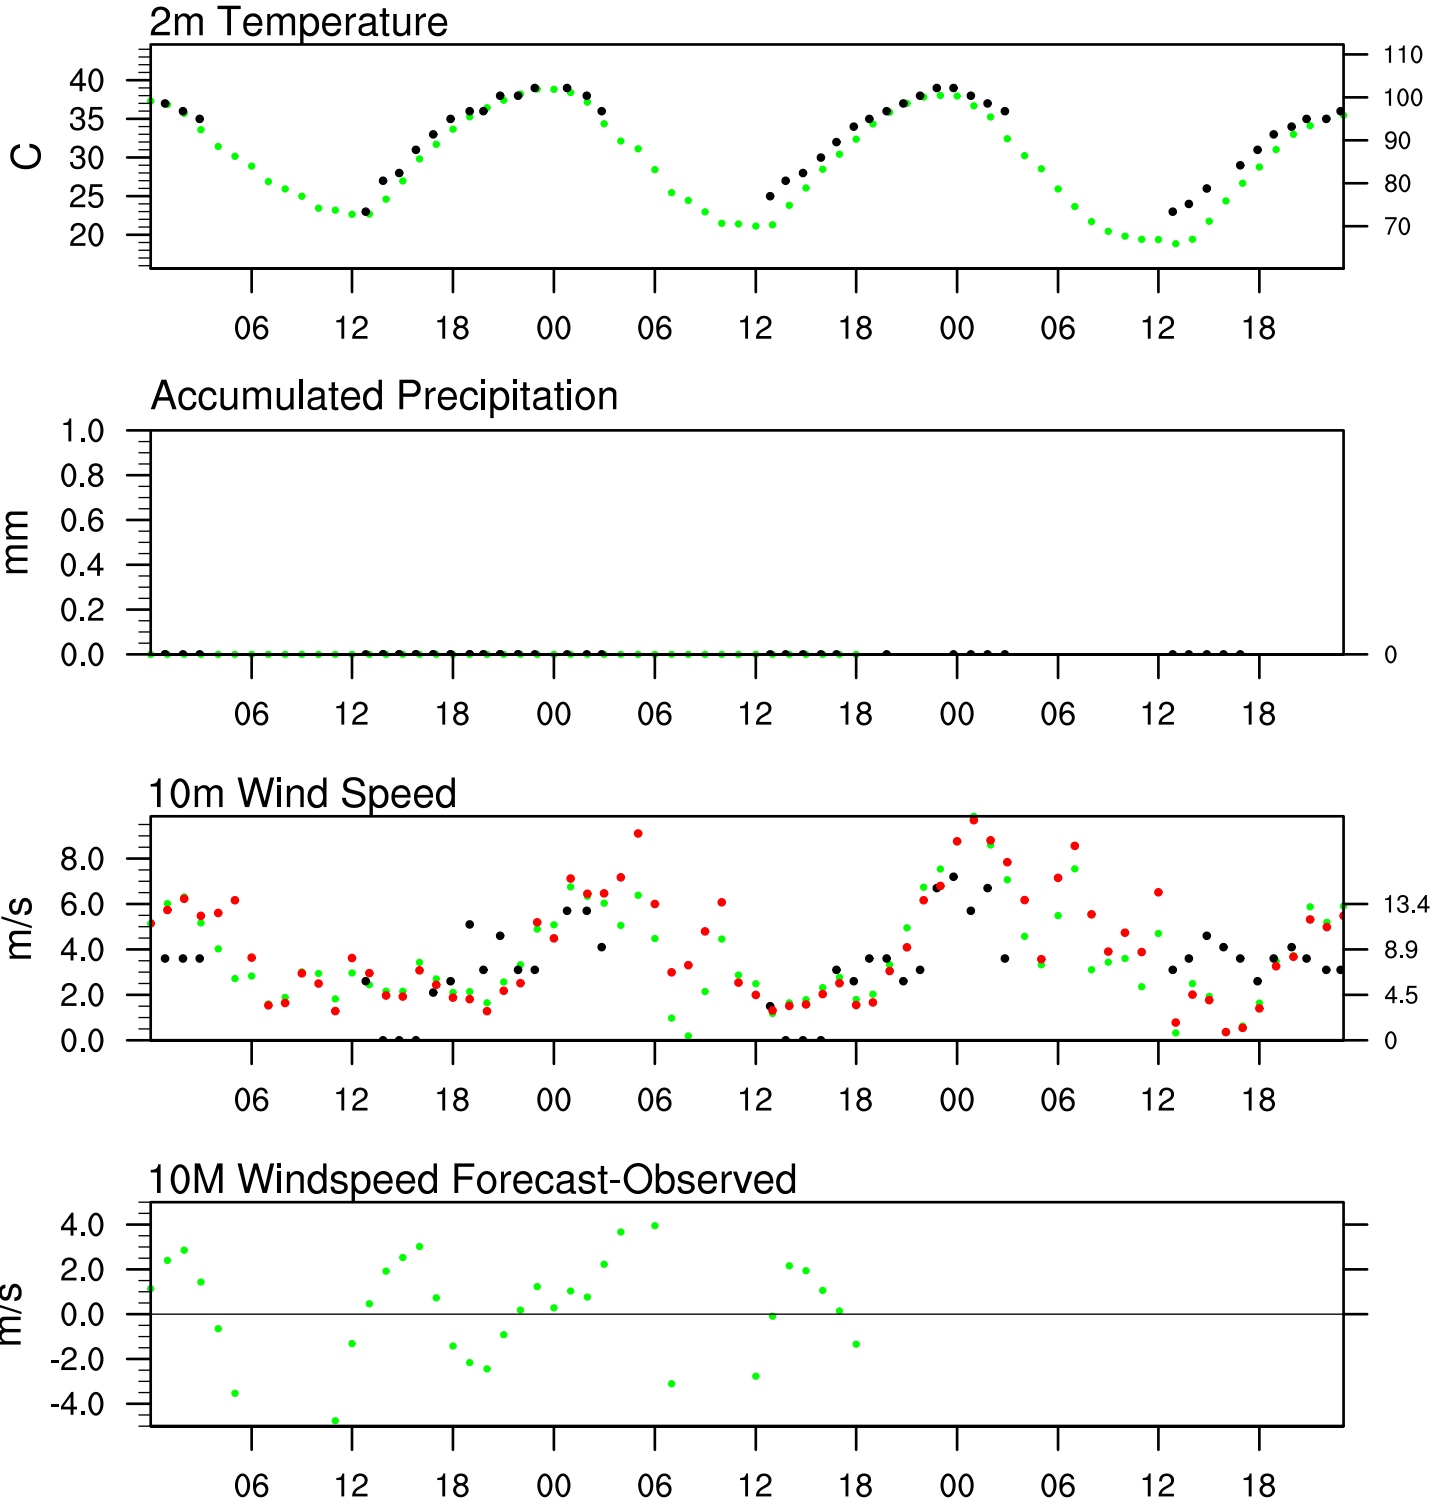 2m Temperature
40
35
30
25
20
C
110
100
90
80
70
06 12 18 00 06 12 18 00 06 12 18
Accumulated Precipitation
1.0
0.8
0.6
0.4
0.2
0.0
mm
0
06 12 18 00 06 12 18 00 06 12 18
10m Wind Speed
8.0
6.0
4.0
2.0
0.0
m/s
13.4
8.9
4.5
0
06 12 18 00 06 12 18 00 06 12 18
10M Windspeed Forecast-Observed
4.0
2.0
0.0
-2.0
-4.0
m/s
06 12 18 00 06 12 18 00 06 12 18